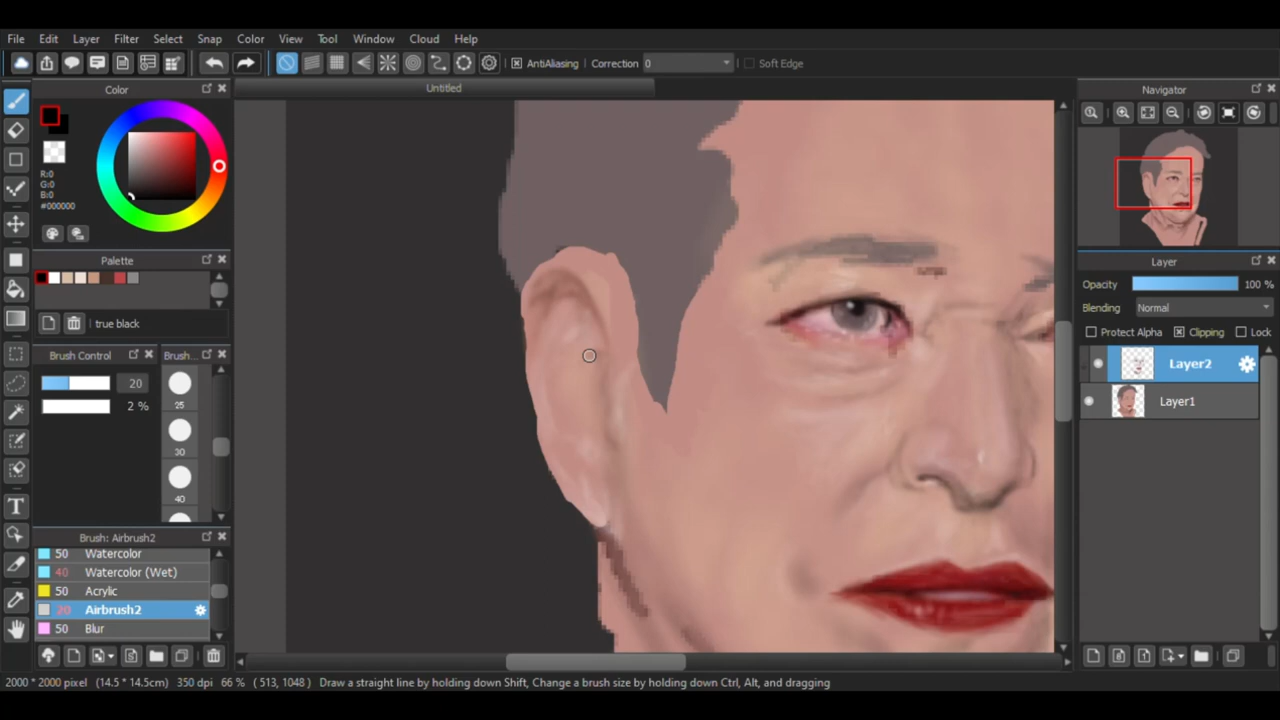 File Edit Layer Filter Select Snap Color View Tool Window Cloud Help
AntiAliasing Correction 0 Soft Edge
Untitled
Color
R:0
G:0
B:0
#000000
Palette
true black
Brush Control
20
2 %
Brush...
25
30
40
Brush: Airbrush2
50 Watercolor
40 Watercolor (Wet)
50 Acrylic
20 Airbrush2
50 Blur
Navigator
Layer
Opacity 100 %
Blending Normal
Protect Alpha Clipping Lock
Layer2
Layer1
2000 * 2000 pixel (14.5 * 14.5cm) 350 dpi 66 % ( 513, 1048 ) Draw a straight line by holding down Shift, Change a brush size by holding down Ctrl, Alt, and dragging